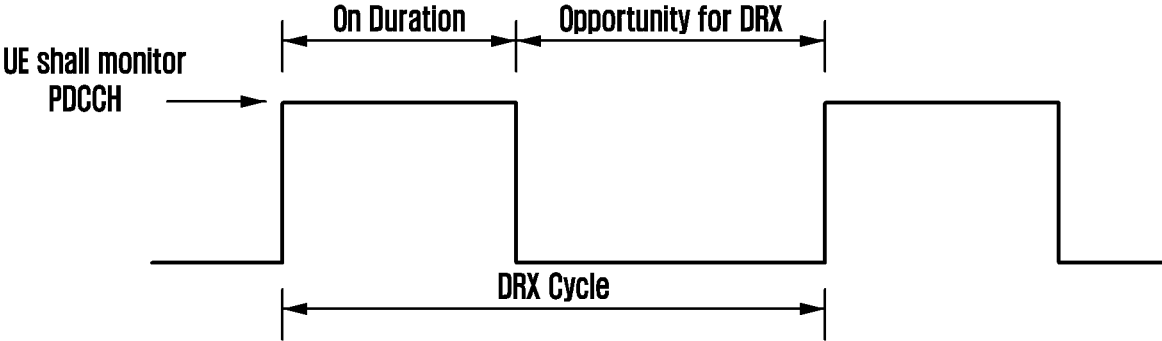 On Duration
Opportunity for DRX
UE shall monitor
PDCCH
DRX Cycle